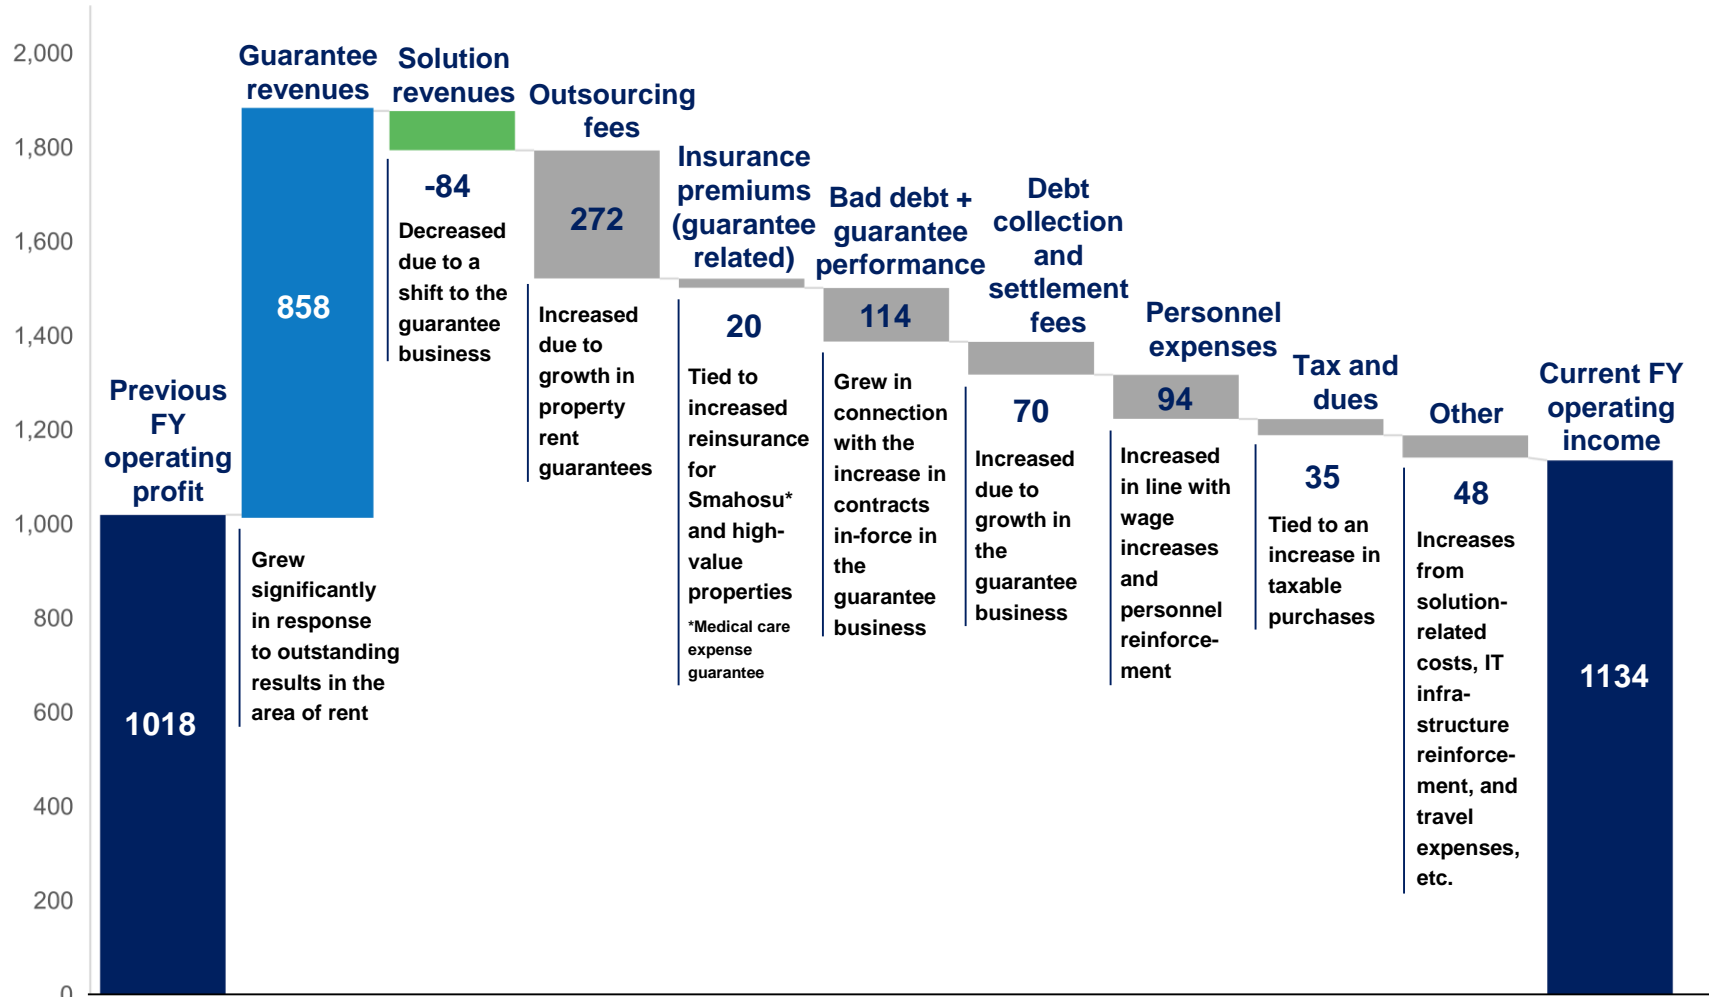 2,000
1,800
1,600
1,400
1,200
1,000
800
600
400
200
0
Previous
FY
operating
profit
1018
Guarantee
revenues
858
Grew
significantly
in response
to outstanding
results in the
area of rent
Solution
revenues
-84
Decreased
due to a
shift to the
guarantee
business
Outsourcing
fees
272
Increased
due to
growth in
property
rent
guarantees
Insurance
premiums
(guarantee
related)
20
Tied to
increased
reinsurance
for
Smahosu*
and high-
value
properties
*Medical care
expense
guarantee
Bad debt +
guarantee
performance
114
Grew in
connection
with the
increase in
contracts
in-force in
the
guarantee
business
Debt
collection
and
settlement
fees
70
Increased
due to
growth in
the
guarantee
business
Personnel
expenses
94
Increased
in line with
wage
increases
and
personnel
reinforce-
ment
Tax and
dues
35
Tied to an
increase in
taxable
purchases
Other
48
Increases
from
solution-
related
costs, IT
infra-
structure
reinforce-
ment, and
travel
expenses,
etc.
Current FY
operating
income
1134